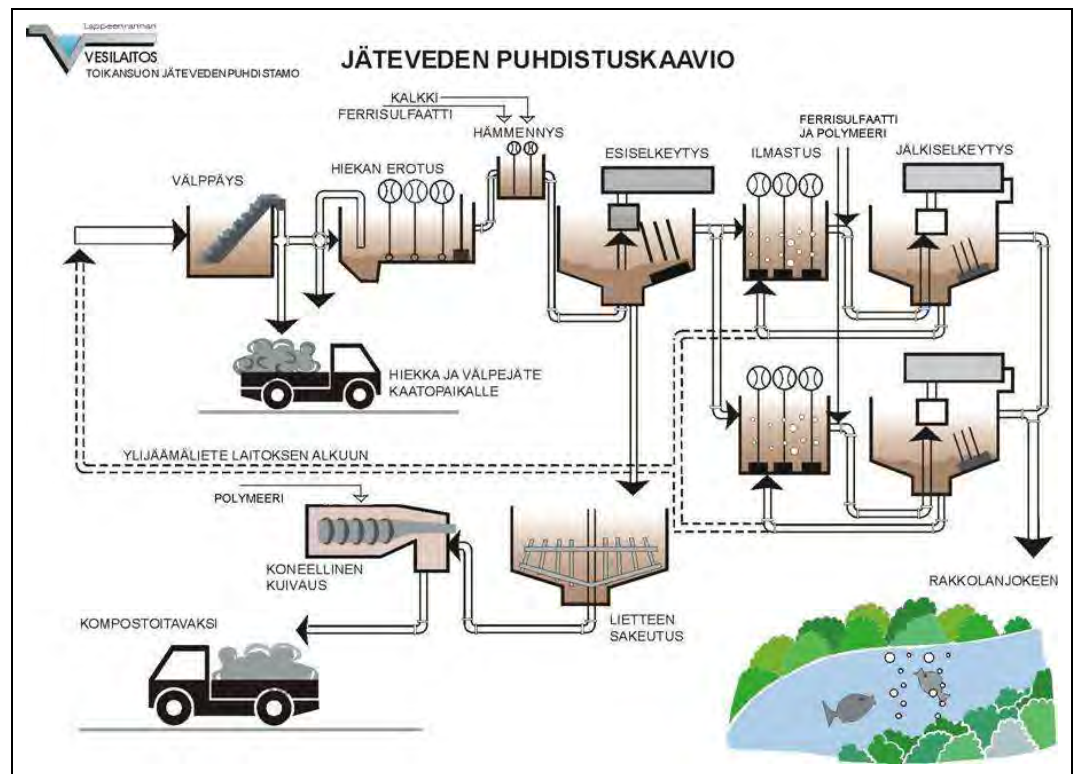 Lappeenrannan
VESILAITOS
TOIKANSUON JÄTEVEDENPUHDISTAMO
JÄTEVEDEN PUHDISTUSKAAVIO
KALKKI
FERRISULFAATTI
HÄMMENNYS
FERRISULFAATTI
JA POLYMEERI
VÄLPPÄYS
HIEKAN EROTUS
ESISELKEYTYS
ILMASTUS
JÄLKISELKEYTYS
HIEKKA JA VÄLPEJÄTE
KAATOPAIKALLE
YLIJÄÄMÄLIETE LAITOKSEN ALKUUN
POLYMEERI
KONEELLINEN
KUIVAUS
LIETTEEN
SAKEUTUS
RAKKOLANJOKEEN
KOMPOSTOITAVAKSI